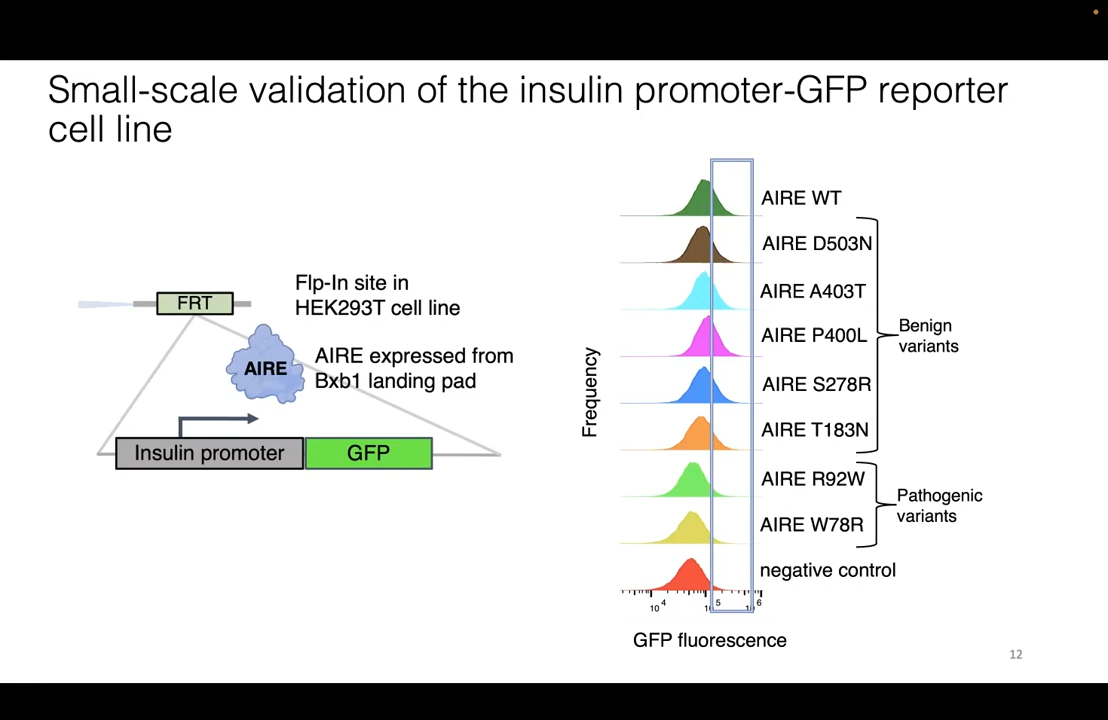 Small-scale validation of the insulin promoter-GFP reporter
cell line
FRT
Flp-In site in
HEK293T cell line
AIRE
AIRE expressed from
Bxb1 landing pad
Insulin promoter
GFP
Frequency
AIRE WT
AIRE D503N
AIRE A403T
AIRE P400L
AIRE S278R
AIRE T183N
Benign
variants
AIRE R92W
AIRE W78R
Pathogenic
variants
negative control
10 4
5
6
GFP fluorescence
12